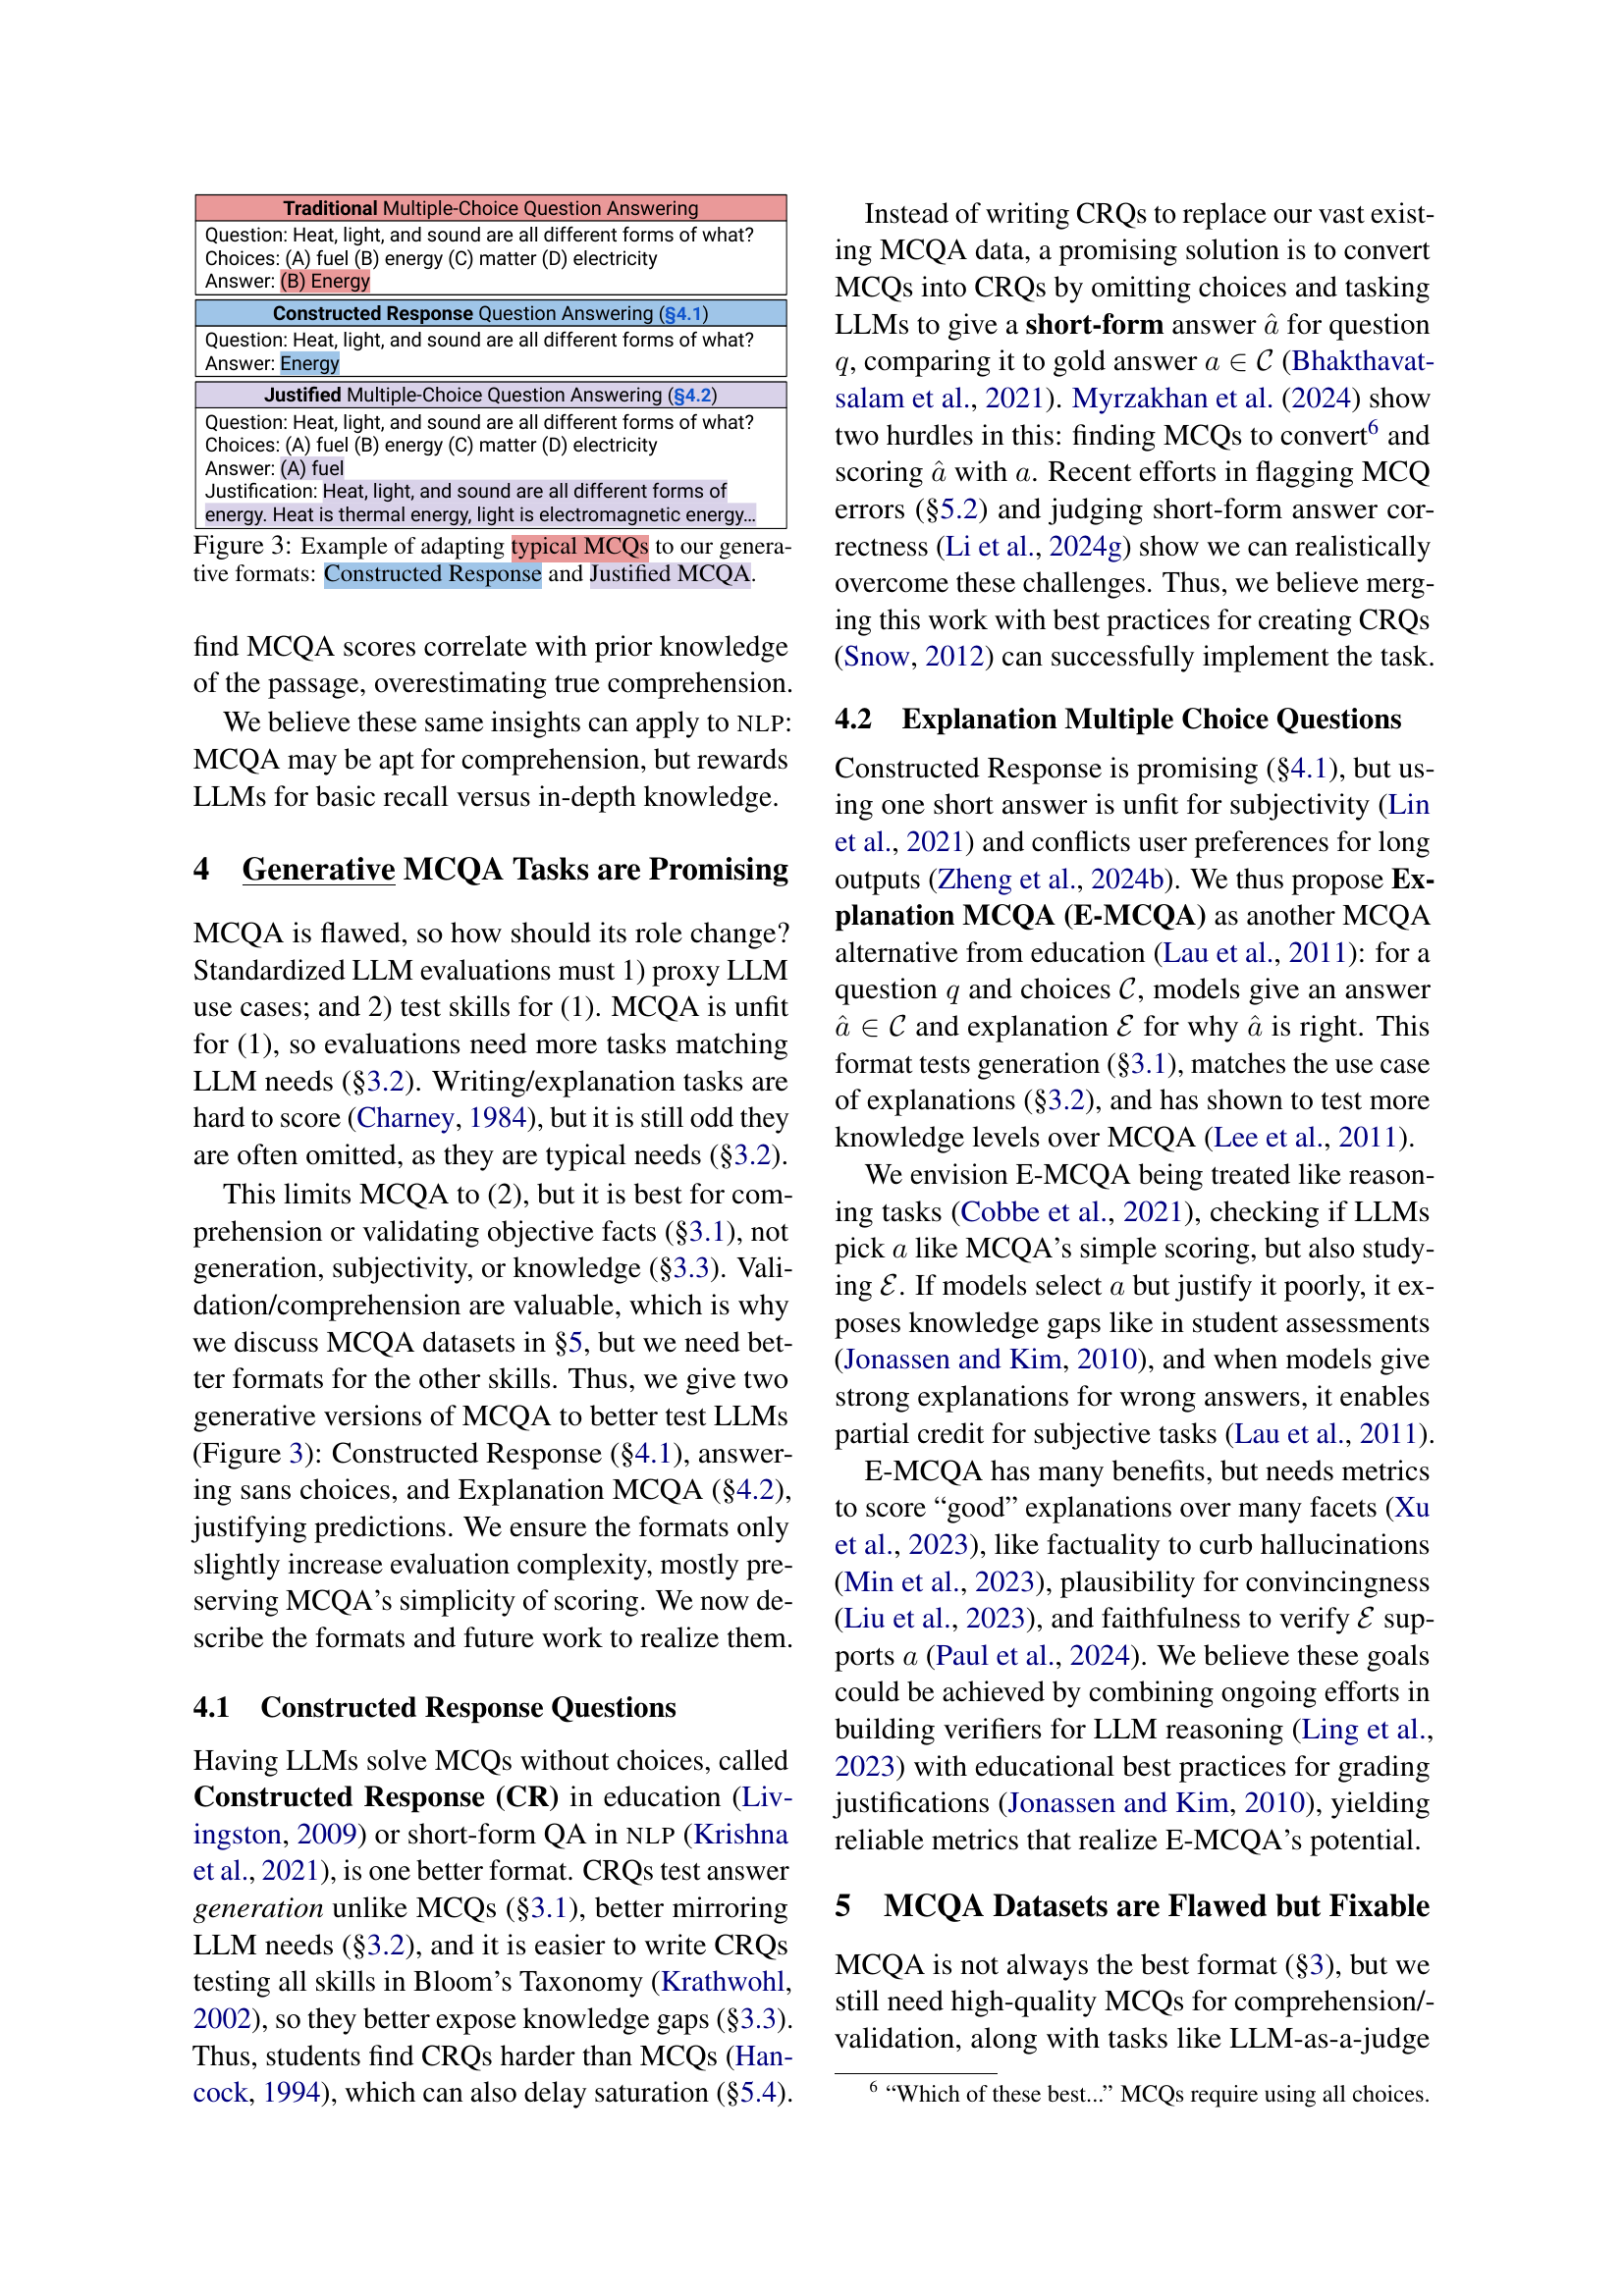 Traditional Multiple-Choice Question Answering
Question: Heat, light, and sound are all different forms of what?
Choices: (A) fuel (B) energy (C) matter (D) electricity
Answer: (B) Energy
Constructed Response Question Answering (§4.1)
Question: Heat, light, and sound are all different forms of what?
Answer: Energy
Justified Multiple-Choice Question Answering (§4.2)
Question: Heat, light, and sound are all different forms of what?
Choices: (A) fuel (B) energy (C) matter (D) electricity
Answer: (A) fuel
Justification: Heat, light, and sound are all different forms of
energy. Heat is thermal energy, light is electromagnetic energy...
Figure 3: Example of adapting typical MCQs to our genera-
tive formats: Constructed Response and Justified MCQA.
find MCQA scores correlate with prior knowledge
of the passage, overestimating true comprehension.
We believe these same insights can apply to NLP:
MCQA may be apt for comprehension, but rewards
LLMs for basic recall versus in-depth knowledge.
4 Generative MCQA Tasks are Promising
MCQA is flawed, so how should its role change?
Standardized LLM evaluations must 1) proxy LLM
use cases; and 2) test skills for (1). MCQA is unfit
for (1), so evaluations need more tasks matching
LLM needs (§3.2). Writing/explanation tasks are
hard to score (Charney, 1984), but it is still odd they
are often omitted, as they are typical needs (§3.2).
This limits MCQA to (2), but it is best for com-
prehension or validating objective facts (§3.1), not
generation, subjectivity, or knowledge (§3.3). Vali-
dation/comprehension are valuable, which is why
we discuss MCQA datasets in §5, but we need bet-
ter formats for the other skills. Thus, we give two
generative versions of MCQA to better test LLMs
(Figure 3): Constructed Response (§4.1), answer-
ing sans choices, and Explanation MCQA (§4.2),
justifying predictions. We ensure the formats only
slightly increase evaluation complexity, mostly pre-
serving MCQA's simplicity of scoring. We now de-
scribe the formats and future work to realize them.
4.1 Constructed Response Questions
Having LLMs solve MCQs without choices, called
Constructed Response (CR) in education (Liv-
ingston, 2009) or short-form QA in NLP (Krishna
et al., 2021), is one better format. CRQs test answer
generation unlike MCQs (§3.1), better mirroring
LLM needs (§3.2), and it is easier to write CRQs
testing all skills in Bloom's Taxonomy (Krathwohl,
2002), so they better expose knowledge gaps (§3.3).
Thus, students find CRQs harder than MCQs (Han-
cock, 1994), which can also delay saturation (§5.4).
Instead of writing CRQs to replace our vast exist-
ing MCQA data, a promising solution is to convert
MCQs into CRQs by omitting choices and tasking
LLMs to give a short-form answer â for question
q, comparing it to gold answer a ∈ C (Bhakthavat-
salam et al., 2021). Myrzakhan et al. (2024) show
two hurdles in this: finding MCQs to convert⁶ and
scoring â with a. Recent efforts in flagging MCQ
errors (§5.2) and judging short-form answer cor-
rectness (Li et al., 2024g) show we can realistically
overcome these challenges. Thus, we believe merg-
ing this work with best practices for creating CRQs
(Snow, 2012) can successfully implement the task.
4.2 Explanation Multiple Choice Questions
Constructed Response is promising (§4.1), but us-
ing one short answer is unfit for subjectivity (Lin
et al., 2021) and conflicts user preferences for long
outputs (Zheng et al., 2024b). We thus propose Ex-
planation MCQA (E-MCQA) as another MCQA
alternative from education (Lau et al., 2011): for a
question q and choices C, models give an answer
â ∈ C and explanation E for why â is right. This
format tests generation (§3.1), matches the use case
of explanations (§3.2), and has shown to test more
knowledge levels over MCQA (Lee et al., 2011).
We envision E-MCQA being treated like reason-
ing tasks (Cobbe et al., 2021), checking if LLMs
pick a like MCQA's simple scoring, but also study-
ing E. If models select a but justify it poorly, it ex-
poses knowledge gaps like in student assessments
(Jonassen and Kim, 2010), and when models give
strong explanations for wrong answers, it enables
partial credit for subjective tasks (Lau et al., 2011).
E-MCQA has many benefits, but needs metrics
to score “good” explanations over many facets (Xu
et al., 2023), like factuality to curb hallucinations
(Min et al., 2023), plausibility for convincingness
(Liu et al., 2023), and faithfulness to verify E sup-
ports a (Paul et al., 2024). We believe these goals
could be achieved by combining ongoing efforts in
building verifiers for LLM reasoning (Ling et al.,
2023) with educational best practices for grading
justifications (Jonassen and Kim, 2010), yielding
reliable metrics that realize E-MCQA's potential.
5 MCQA Datasets are Flawed but Fixable
MCQA is not always the best format (§3), but we
still need high-quality MCQs for comprehension/-
validation, along with tasks like LLM-as-a-judge
⁶ “Which of these best...” MCQs require using all choices.